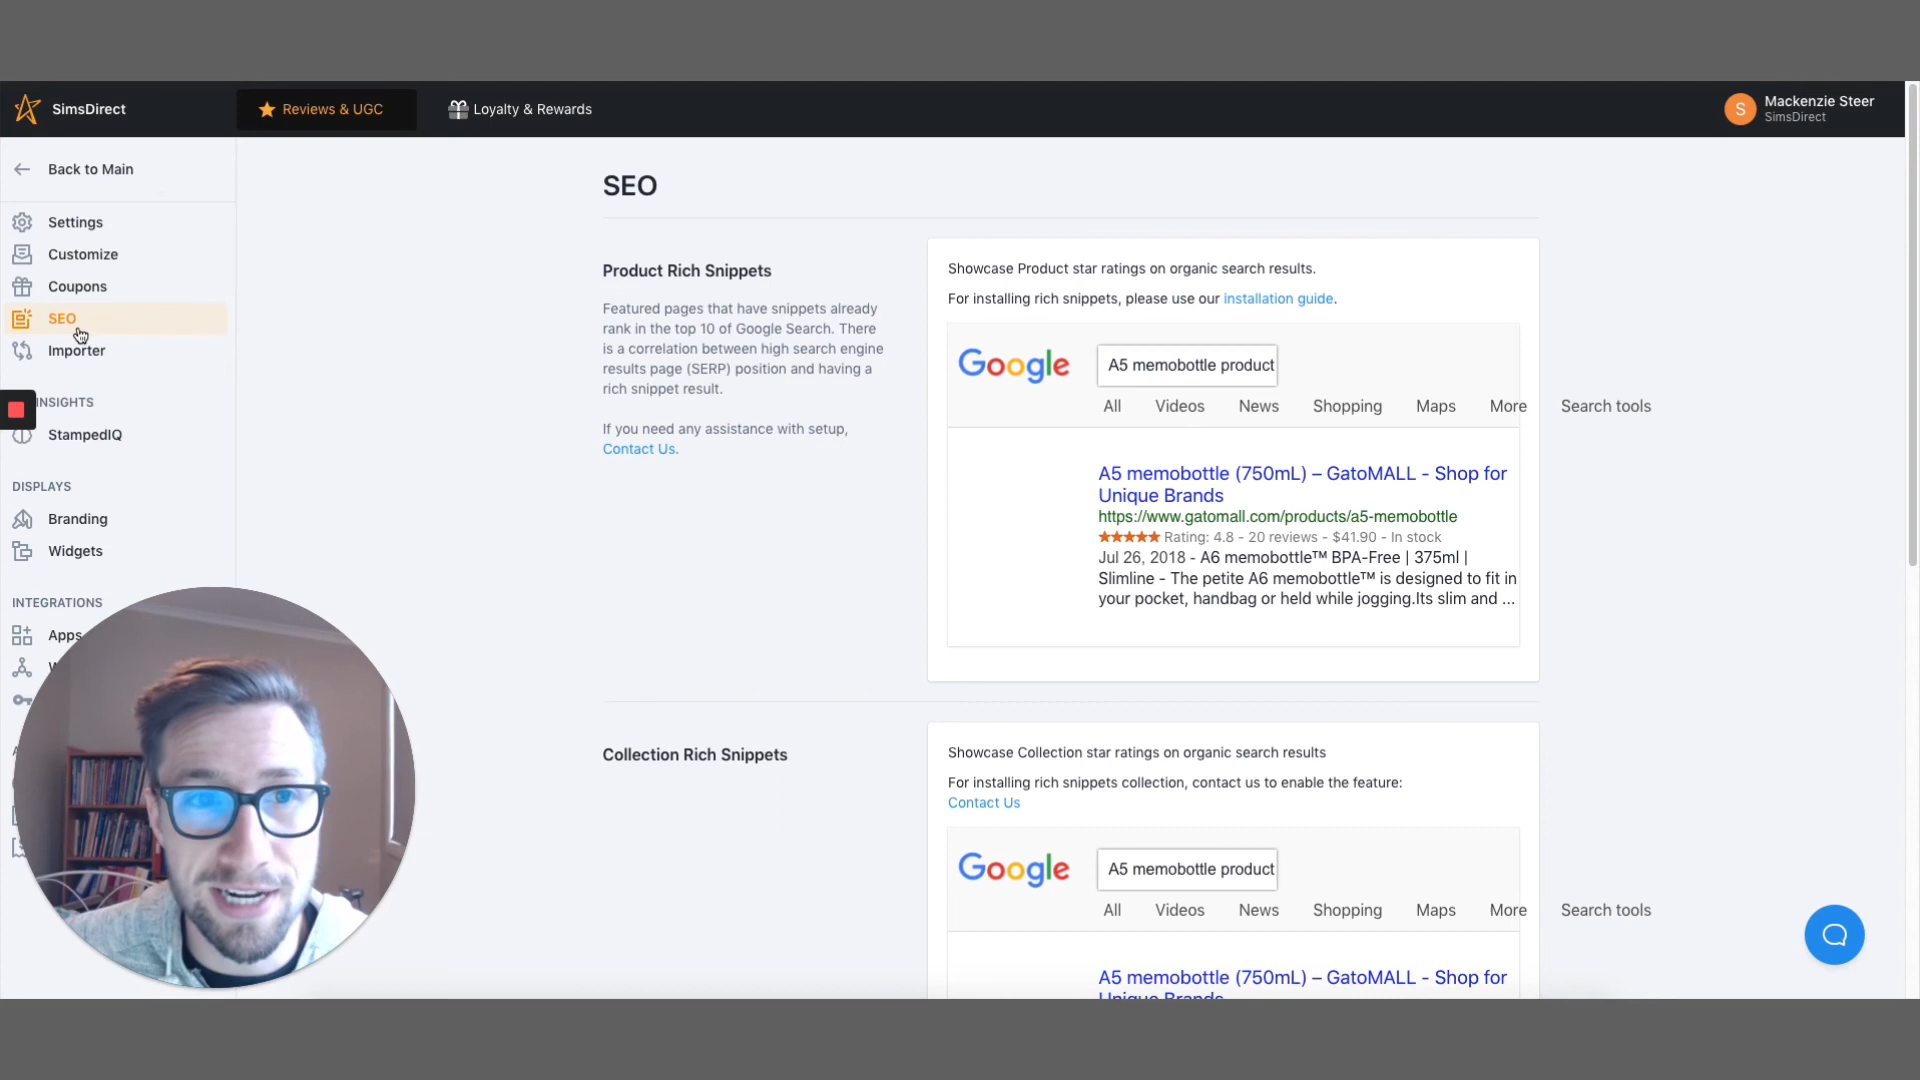 SimsDirect
Reviews & UGC
Loyalty & Rewards
S
Mackenzie Steer
SimsDirect
Back to Main
Settings
Customize
Coupons
SEO
Importer
INSIGHTS
StampedIQ
DISPLAYS
Branding
Widgets
INTEGRATIONS
Apps
SEO
Product Rich Snippets
Featured pages that have snippets already
rank in the top 10 of Google Search. There
is a correlation between high search engine
results page (SERP) position and having a
rich snippet result.
If you need any assistance with setup,
Contact Us.
Showcase Product star ratings on organic search results.
For installing rich snippets, please use our installation guide.
Google
A5 memobottle product
All Videos News Shopping Maps More Search tools
A5 memobottle (750mL) – GatoMALL - Shop for
Unique Brands
https://www.gatomall.com/products/a5-memobottle
★★★★★ Rating: 4.8 - 20 reviews - $41.90 - In stock
Jul 26, 2018 - A6 memobottle™ BPA-Free | 375ml |
Slimline - The petite A6 memobottle™ is designed to fit in
your pocket, handbag or held while jogging.Its slim and ...
Collection Rich Snippets
Showcase Collection star ratings on organic search results
For installing rich snippets collection, contact us to enable the feature:
Contact Us
Google
A5 memobottle product
All Videos News Shopping Maps More Search tools
A5 memobottle (750mL) – GatoMALL - Shop for
Unique Brands